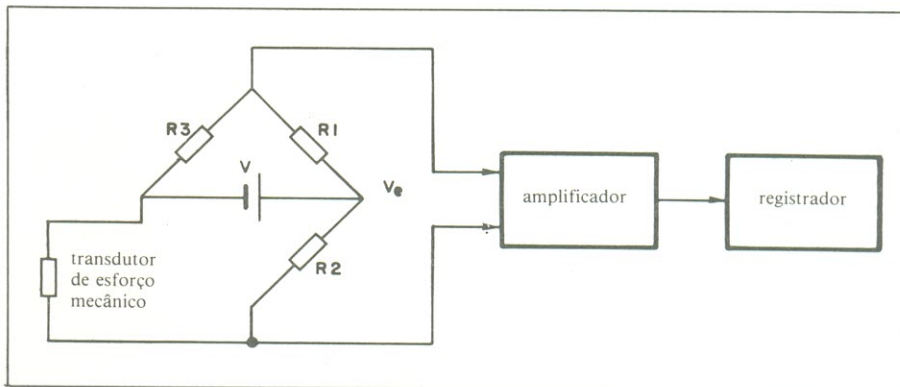 R3
R1
V
Ve
R2
transdutor
de esforço
mecânico
amplificador
registrador